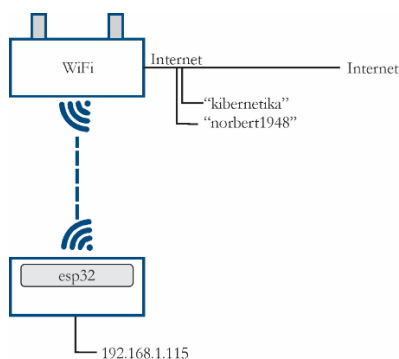 WiFi
Internet
Internet
“kibernetika”
“norbert1948”
esp32
192.168.1.115